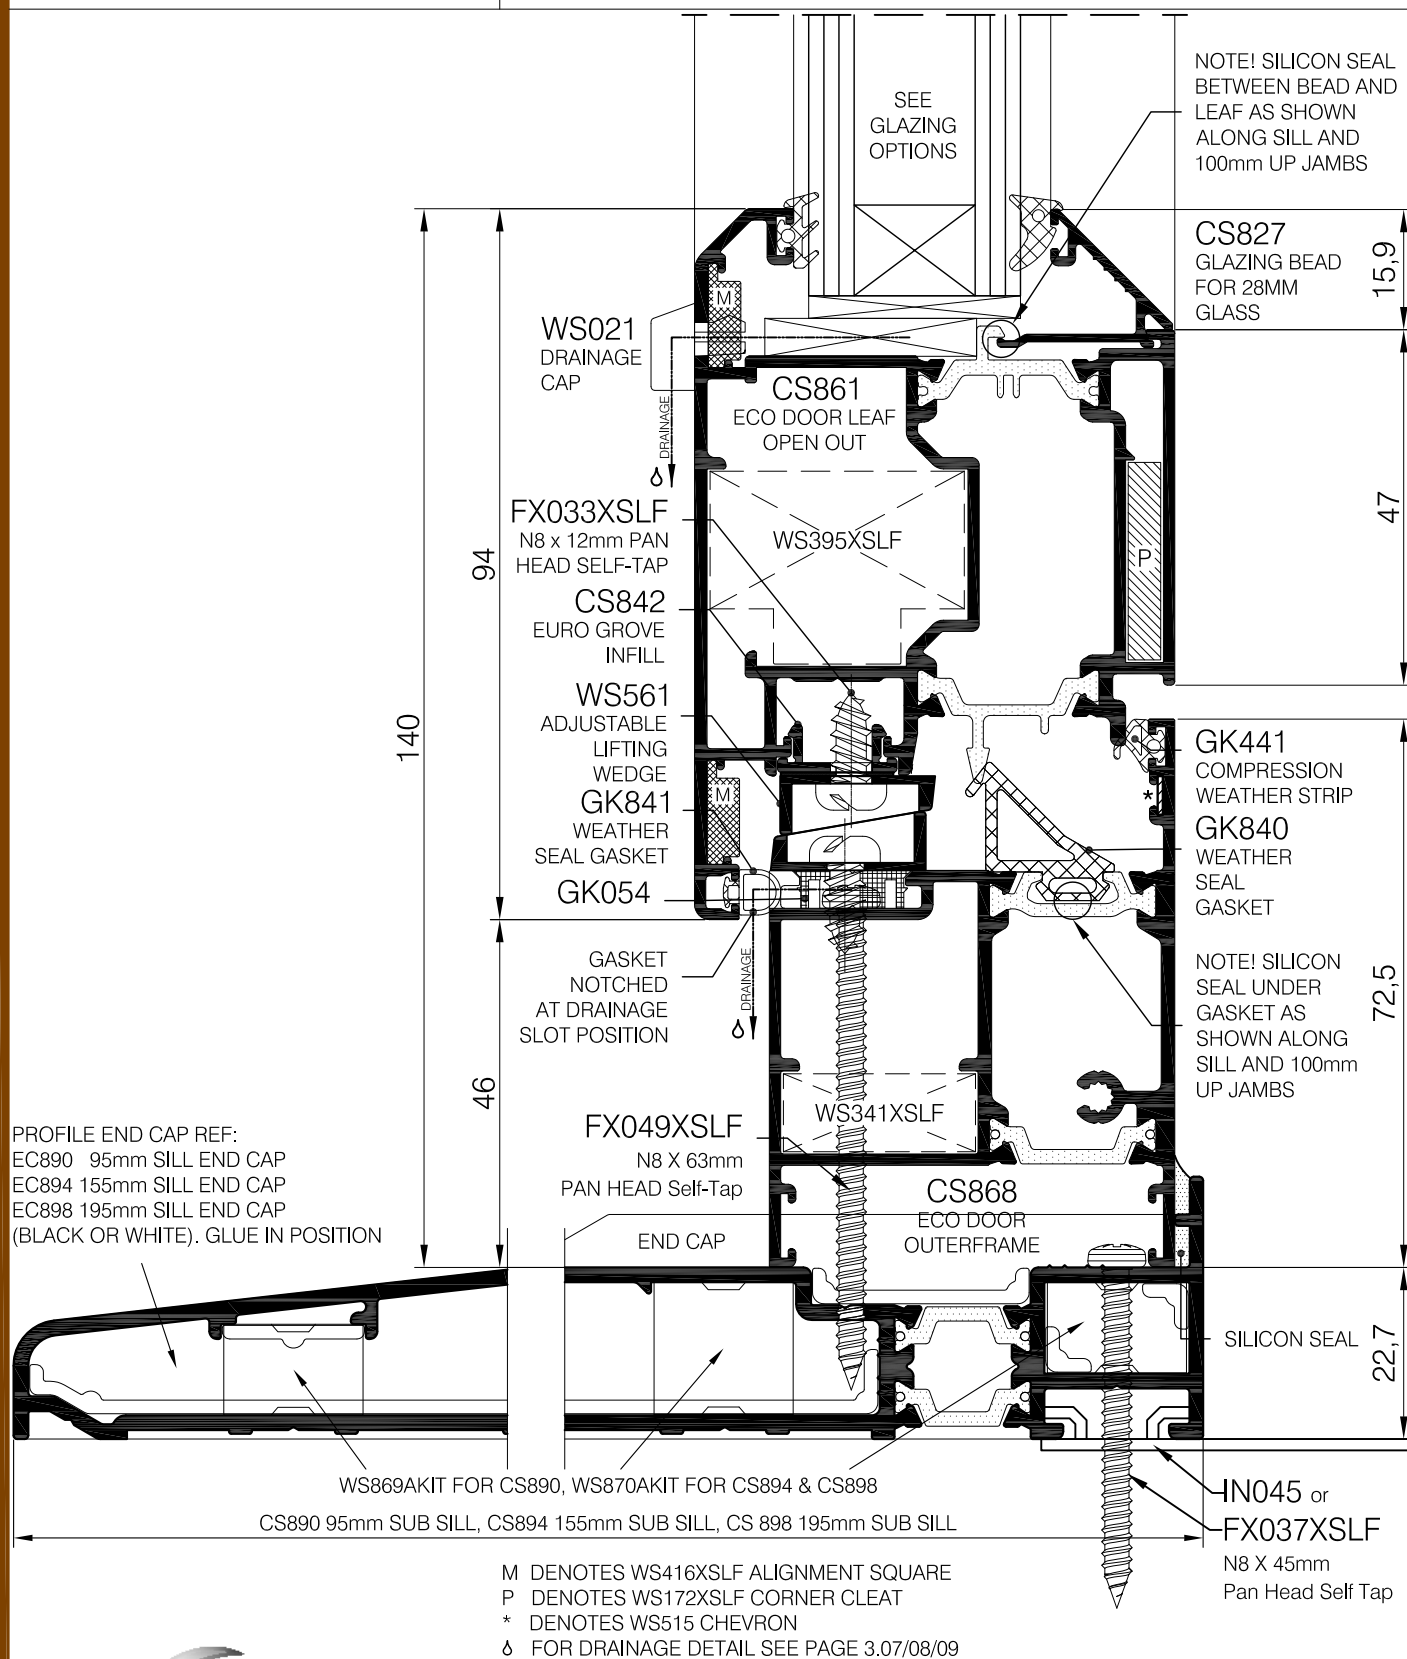 SEE
GLAZING
OPTIONS
NOTE! SILICON SEAL
BETWEEN BEAD AND
LEAF AS SHOWN
ALONG SILL AND
100mm UP JAMBS
CS827
GLAZING BEAD
FOR 28MM
GLASS
15,9
M
WS021
DRAINAGE
CAP
DRAINAGE
CS861
ECO DOOR LEAF
OPEN OUT
47
FX033XSLF
N8 x 12mm PAN
HEAD SELF-TAP
WS395XSLF
P
94
CS842
EURO GROVE
INFILL
WS561
ADJUSTABLE
LIFTING
WEDGE
140
GK441
COMPRESSION
WEATHER STRIP
*
M
GK841
WEATHER
SEAL GASKET
GK840
WEATHER
SEAL
GASKET
GK054
GASKET
NOTCHED
AT DRAINAGE
SLOT POSITION
DRAINAGE
NOTE! SILICON
SEAL UNDER
GASKET AS
SHOWN ALONG
SILL AND 100mm
UP JAMBS
72,5
46
WS341XSLF
FX049XSLF
N8 X 63mm
PAN HEAD Self-Tap
PROFILE END CAP REF:
EC890 95mm SILL END CAP
EC894 155mm SILL END CAP
EC898 195mm SILL END CAP
(BLACK OR WHITE). GLUE IN POSITION
CS868
ECO DOOR
OUTERFRAME
END CAP
SILICON SEAL
22,7
WS869AKIT FOR CS890, WS870AKIT FOR CS894 & CS898
CS890 95mm SUB SILL, CS894 155mm SUB SILL, CS 898 195mm SUB SILL
IN045 or
FX037XSLF
N8 X 45mm
Pan Head Self Tap
M DENOTES WS416XSLF ALIGNMENT SQUARE
P DENOTES WS172XSLF CORNER CLEAT
* DENOTES WS515 CHEVRON
FOR DRAINAGE DETAIL SEE PAGE 3.07/08/09